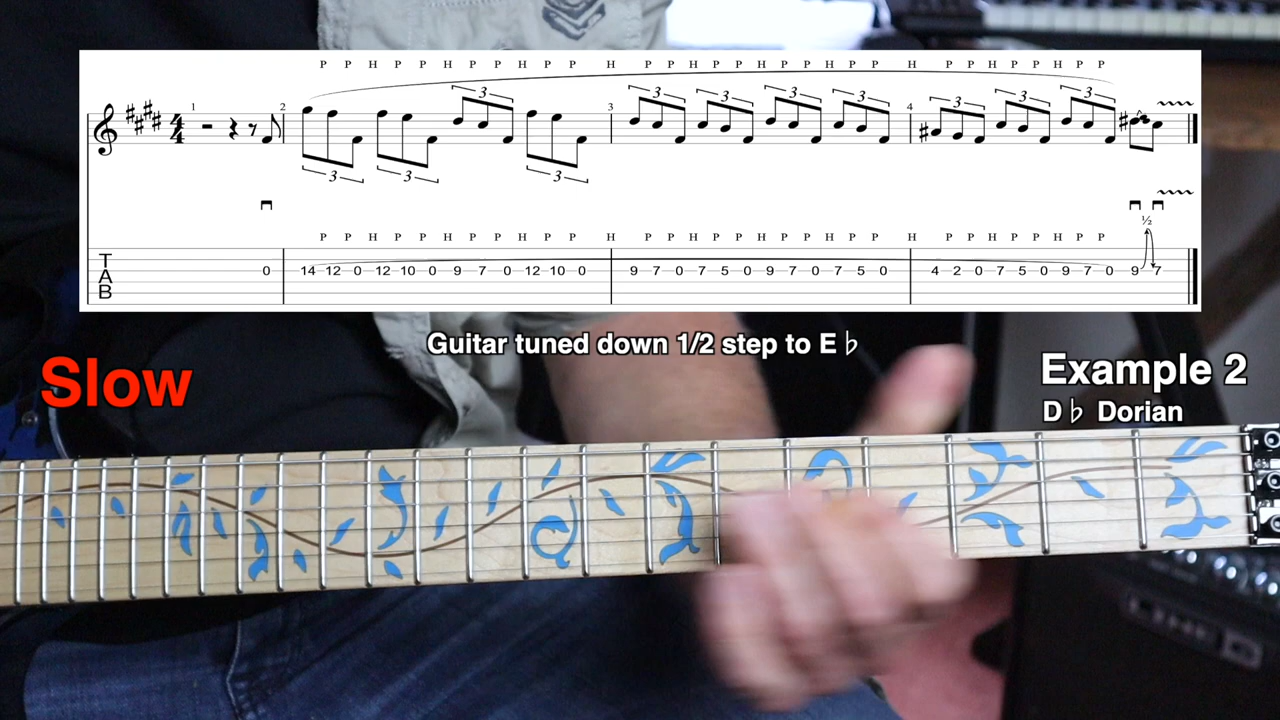 P P H P P H P P H P P H P P H P P H P P H P P H P P H P P H P P
3 3 3 3 3 3 3
1 2 3 4
4
4
3 3 3
P P H P P H P P H P P H P P H P P H P P H P P H P P H P P H P P
½
T
A
B
0 14 12 0 12 10 0 9 7 0 12 10 0 9 7 0 7 5 0 9 7 0 7 5 0 4 2 0 7 5 0 9 7 0 9 7
Guitar tuned down 1/2 step to E♭
Slow
Example 2
D♭ Dorian